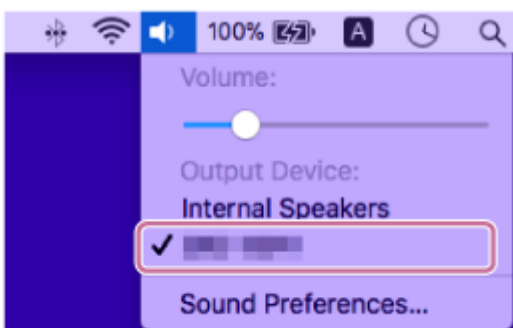 100% A
Volume:
Output Device:
Internal Speakers
Sound Preferences...